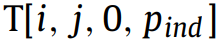 T[i, j, 0, p_ind]